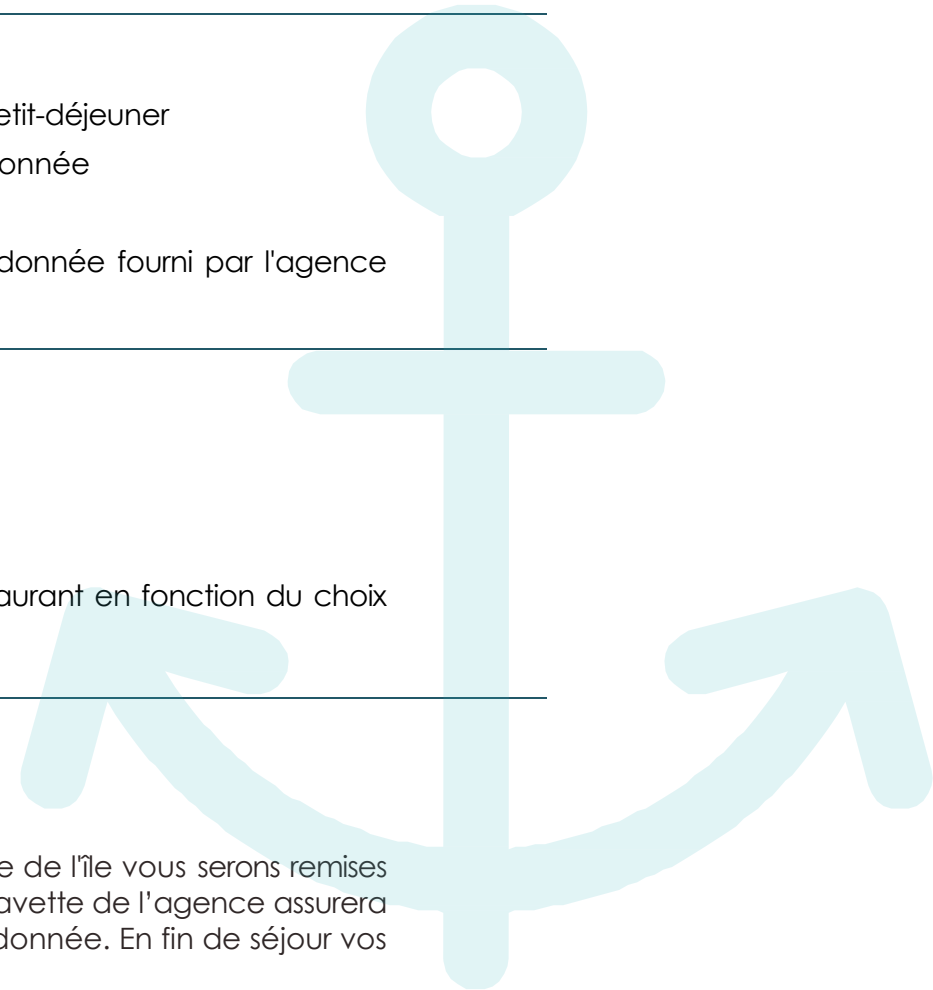 etit-déjeuner
onnée
donnée fourni par l'agence
aurant en fonction du choix
e de l'île vous serons remises
avette de l’agence assurera
donnée. En fin de séjour vos